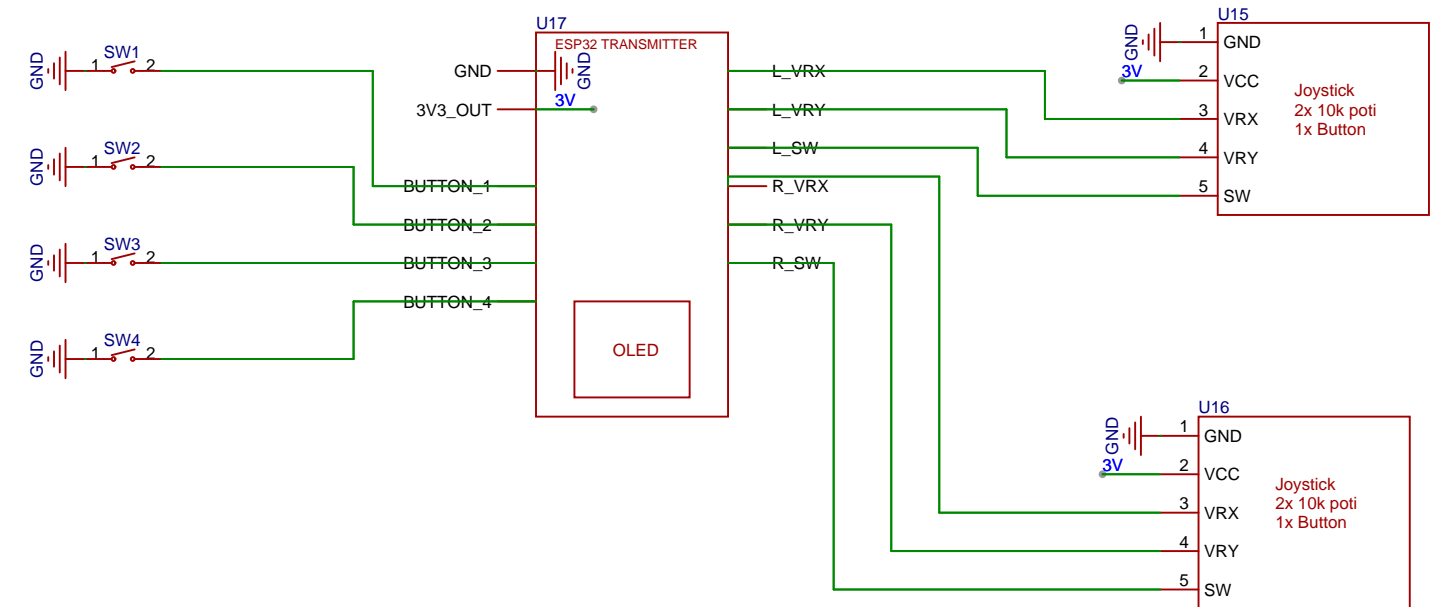 GND
1
SW1
2
GND
1
SW2
2
GND
1
SW3
2
GND
1
SW4
2
U17
ESP32 TRANSMITTER
GND
GND
3V3_OUT
3V
BUTTON_1
BUTTON_2
BUTTON_3
BUTTON_4
OLED
L_VRX
L_VRY
L_SW
R_VRX
R_VRY
R_SW
U15
GND
3V
1 GND
2 VCC
3 VRX
4 VRY
5 SW
Joystick
2x 10k poti
1x Button
U16
GND
3V
1 GND
2 VCC
3 VRX
4 VRY
5 SW
Joystick
2x 10k poti
1x Button